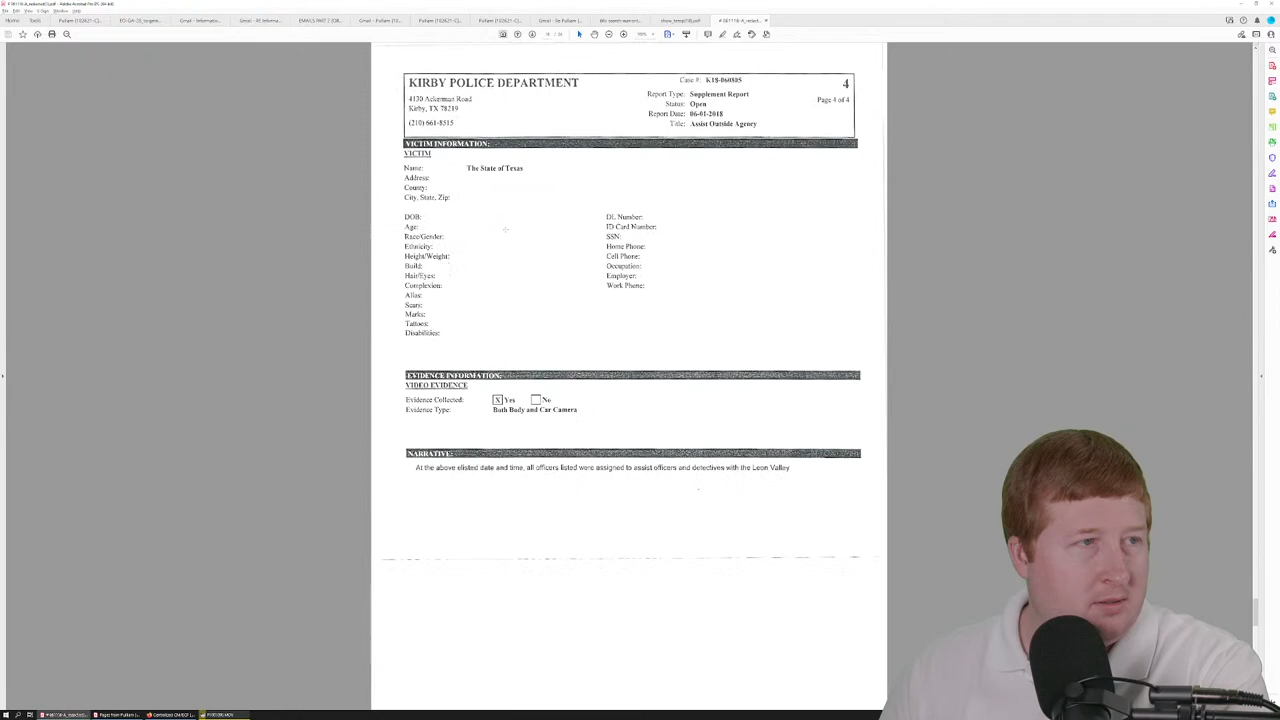 Home Tools
KIRBY POLICE DEPARTMENT
4130 Ackerman Road
Kirby, TX 78219
(210) 661-8515
Case #: K18-060805
Report Type: Supplement Report
Status: Open
Report Date: 06-01-2018
Title: Assist Outside Agency
4
Page 4 of 4
VICTIM INFORMATION:
VICTIM
Name: The State of Texas
Address:
County:
City, State, Zip:
DOB:
Age:
Race/Gender:
Ethnicity:
Height/Weight:
Build:
Hair/Eyes:
Complexion:
Alias:
Scars:
Marks:
Tattoos:
Disabilities:
DL Number:
ID Card Number:
SSN:
Home Phone:
Cell Phone:
Occupation:
Employer:
Work Phone:
EVIDENCE INFORMATION:
VIDEO EVIDENCE
Evidence Collected: X Yes No
Evidence Type: Both Body and Car Camera
NARRATIVE:
At the above elisted date and time, all officers listed were assigned to assist officers and detectives with the Leon Valley